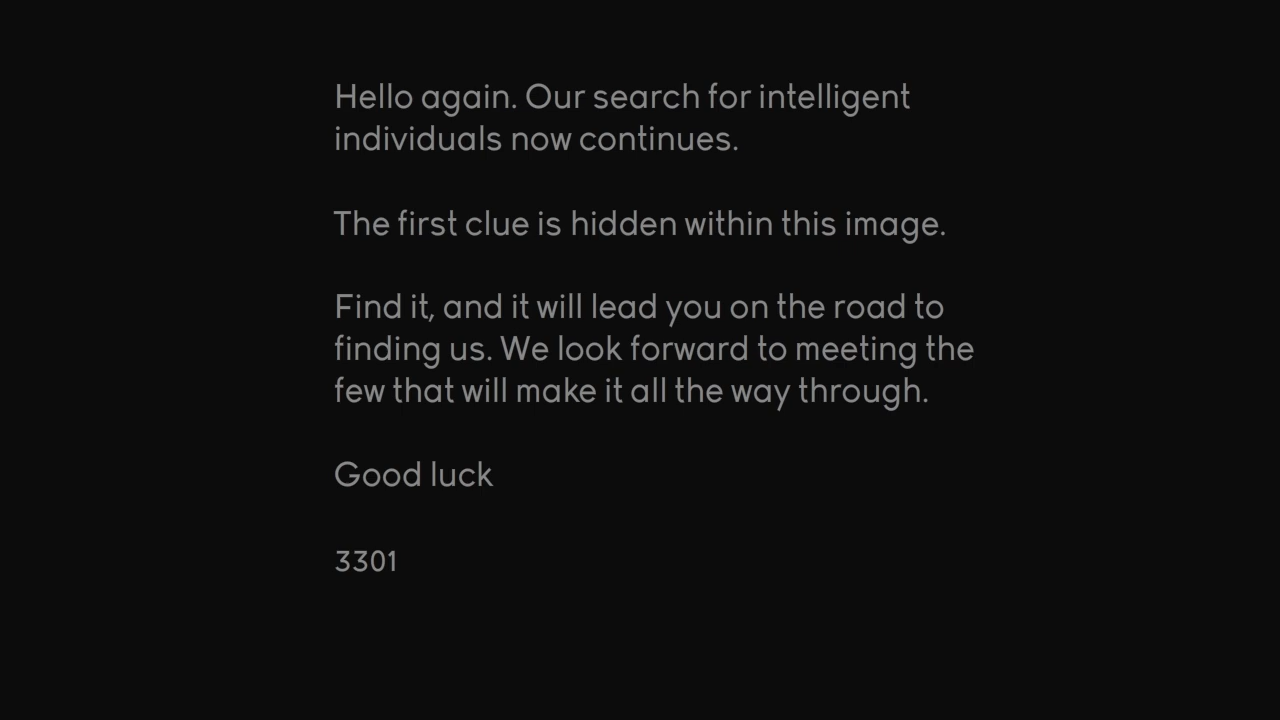 Hello again. Our search for intelligent
individuals now continues.
The first clue is hidden within this image.
Find it, and it will lead you on the road to
finding us. We look forward to meeting the
few that will make it all the way through.
Good luck
3301